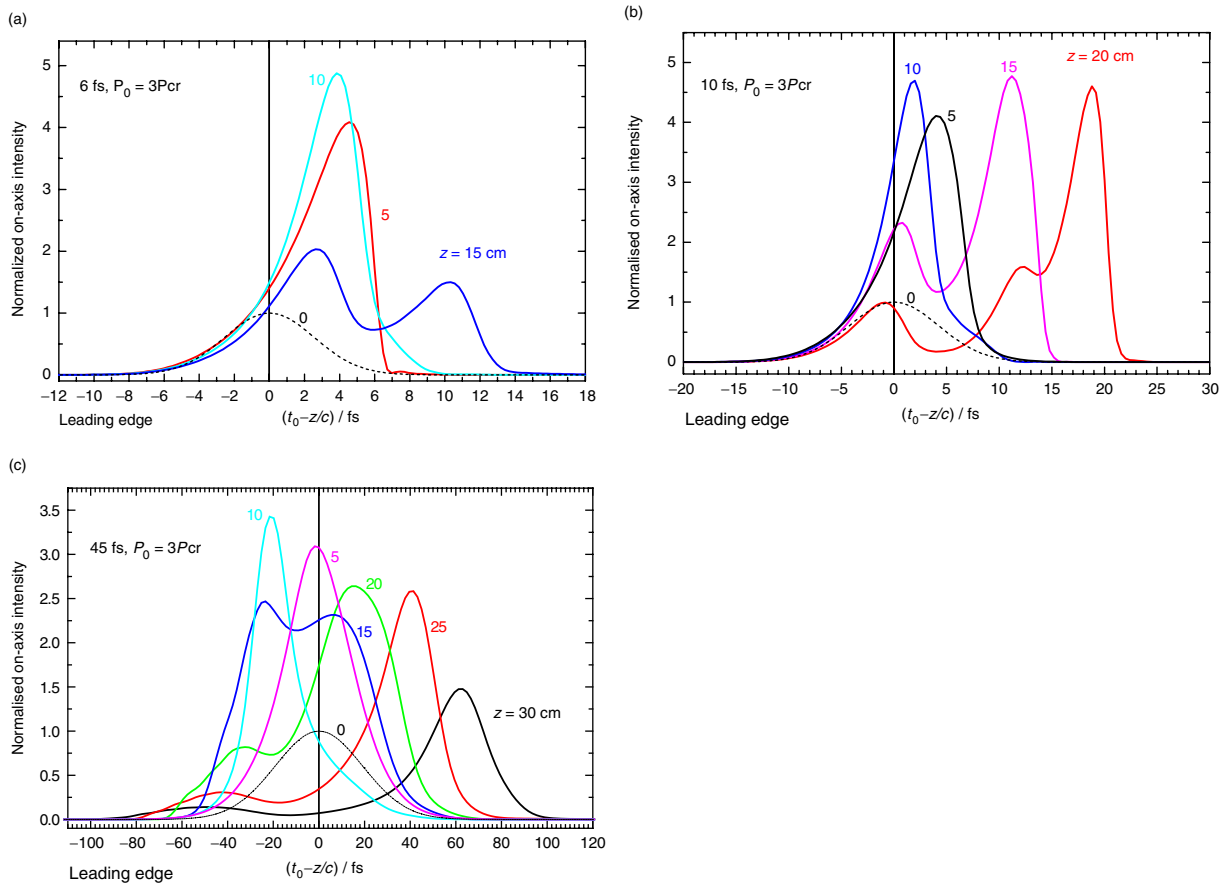 (a)
Normalized on-axis intensity
5
4
3
2
1
0
6 fs, P0 = 3Pcr
10
5
z = 15 cm
0
−12 −10 −8 −6 −4 −2 0 2 4 6 8 10 12 14 16 18
Leading edge
(t0−z/c) / fs
(b)
Normalised on-axis intensity
5
4
3
2
1
0
10 fs, P0 = 3Pcr
10
5
15
z = 20 cm
0
−20 −15 −10 −5 0 5 10 15 20 25 30
Leading edge
(t0−z/c) / fs
(c)
Normalised on-axis intensity
3.5
3.0
2.5
2.0
1.5
1.0
0.5
0.0
45 fs, P0 = 3Pcr
10
5
20
15
25
z = 30 cm
0
−100 −80 −60 −40 −20 0 20 40 60 80 100 120
Leading edge
(t0−z/c) / fs